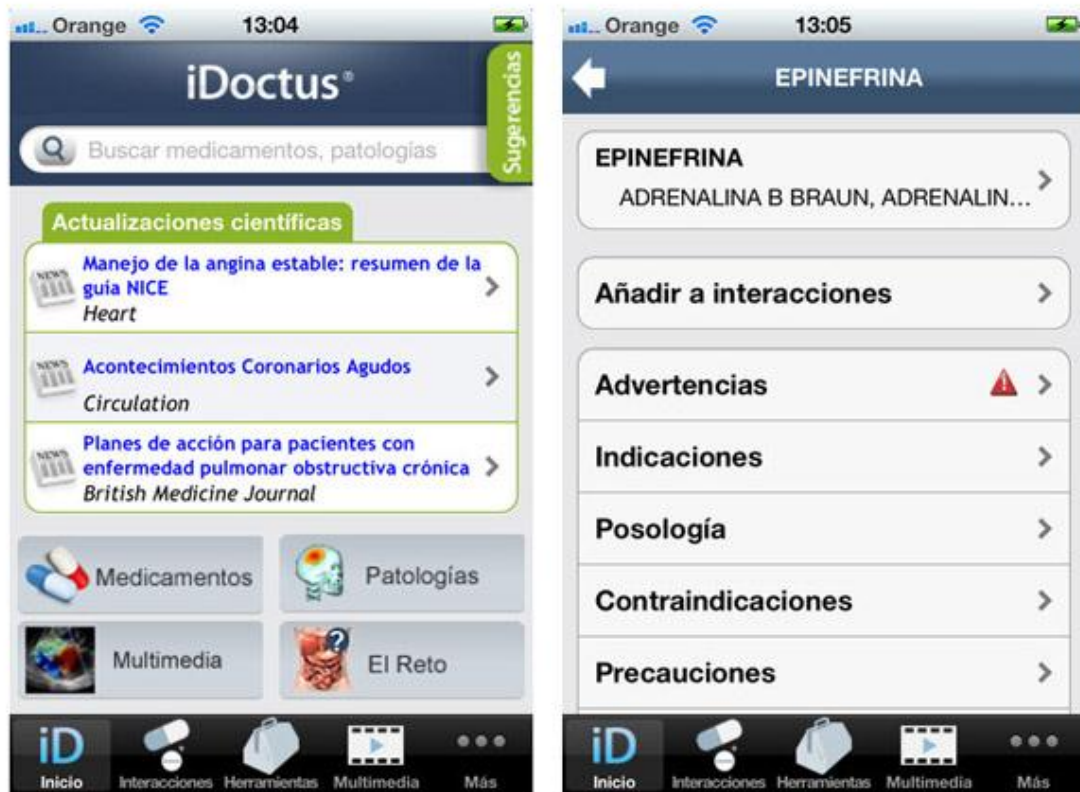 Orange 13:04
iDoctus®
Sugerencias
Buscar medicamentos, patologías
Actualizaciones científicas
NEWS
Manejo de la angina estable: resumen de la
guía NICE
Heart
NEWS
Acontecimientos Coronarios Agudos
Circulation
NEWS
Planes de acción para pacientes con
enfermedad pulmonar obstructiva crónica
British Medicine Journal
Medicamentos
Patologías
Multimedia
El Reto
iD
Inicio Interacciones Herramientas Multimedia Más
Orange 13:05
EPINEFRINA
EPINEFRINA
ADRENALINA B BRAUN, ADRENALIN...
Añadir a interacciones
Advertencias
Indicaciones
Posología
Contraindicaciones
Precauciones
iD
Inicio Interacciones Herramientas Multimedia Más